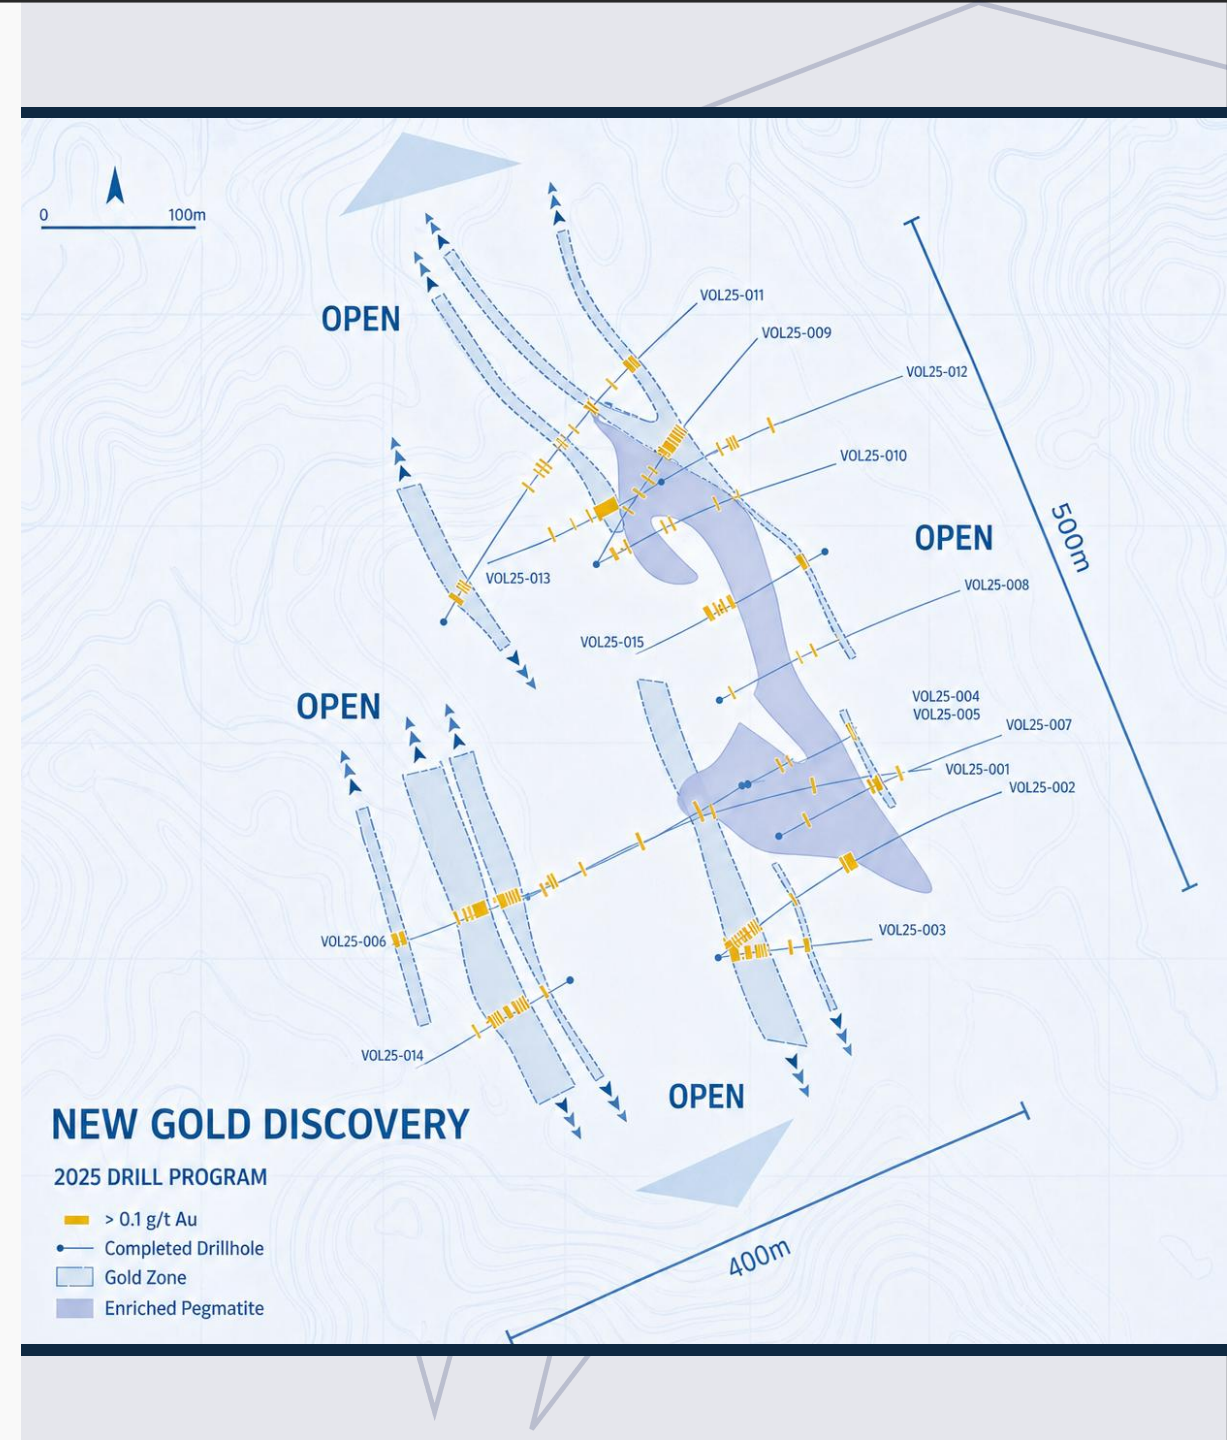 0 100m
VOL25-011
OPEN
VOL25-009
VOL25-012
VOL25-010
OPEN
500m
VOL25-013
VOL25-008
VOL25-015
OPEN
VOL25-004
VOL25-005
VOL25-007
VOL25-001
VOL25-002
VOL25-003
VOL25-006
VOL25-014
OPEN
NEW GOLD DISCOVERY
2025 DRILL PROGRAM
> 0.1 g/t Au
Completed Drillhole
Gold Zone
Enriched Pegmatite
400m